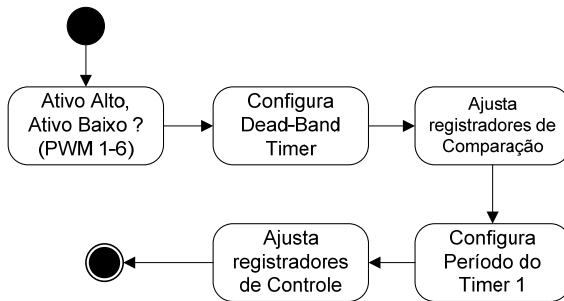 Ativo Alto,
Ativo Baixo ?
(PWM 1-6)
Configura
Dead-Band
Timer
Ajusta
registradores de
Comparação
Configura
Período do
Timer 1
Ajusta
registradores
de Controle